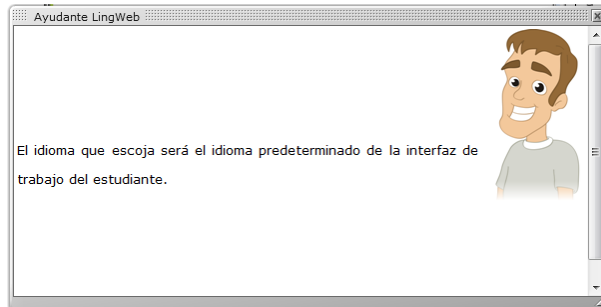 Ayudante LingWeb
El idioma que escoja será el idioma predeterminado de la interfaz de
trabajo del estudiante.